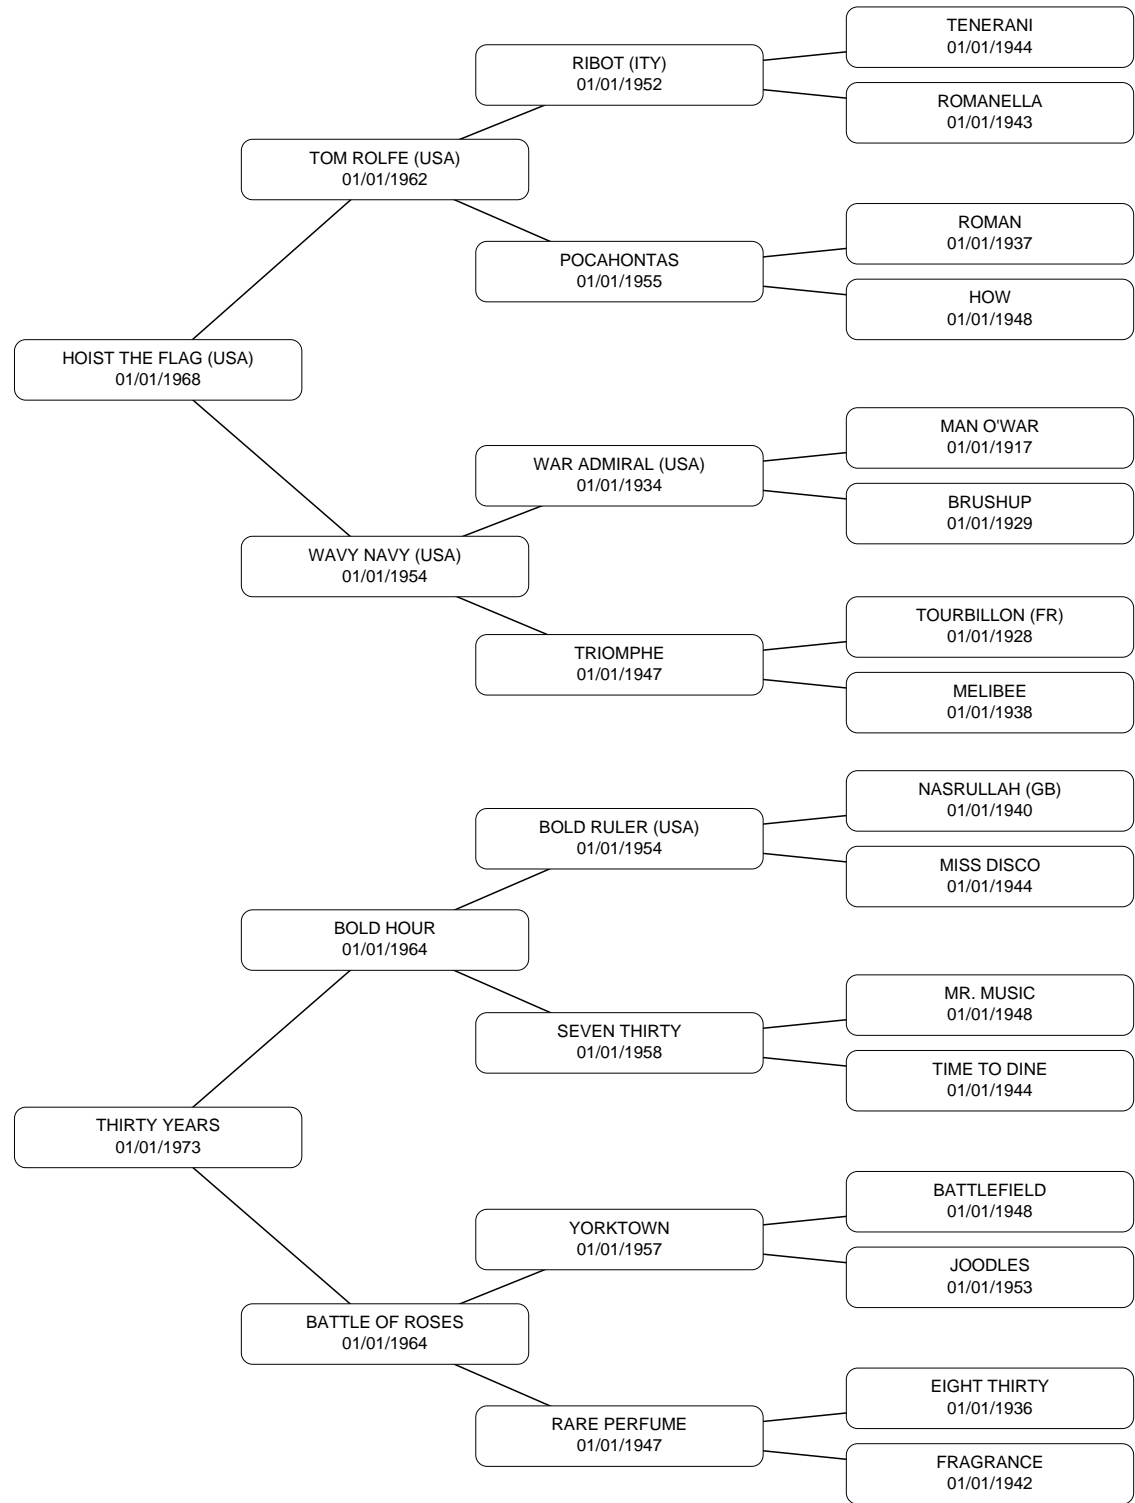 TENERANI
01/01/1944
RIBOT (ITY)
01/01/1952
ROMANELLA
01/01/1943
TOM ROLFE (USA)
01/01/1962
ROMAN
01/01/1937
POCAHONTAS
01/01/1955
HOW
01/01/1948
HOIST THE FLAG (USA)
01/01/1968
MAN O'WAR
01/01/1917
WAR ADMIRAL (USA)
01/01/1934
BRUSHUP
01/01/1929
WAVY NAVY (USA)
01/01/1954
TOURBILLON (FR)
01/01/1928
TRIOMPHE
01/01/1947
MELIBEE
01/01/1938
NASRULLAH (GB)
01/01/1940
BOLD RULER (USA)
01/01/1954
MISS DISCO
01/01/1944
BOLD HOUR
01/01/1964
MR. MUSIC
01/01/1948
SEVEN THIRTY
01/01/1958
TIME TO DINE
01/01/1944
THIRTY YEARS
01/01/1973
BATTLEFIELD
01/01/1948
YORKTOWN
01/01/1957
JOODLES
01/01/1953
BATTLE OF ROSES
01/01/1964
EIGHT THIRTY
01/01/1936
RARE PERFUME
01/01/1947
FRAGRANCE
01/01/1942